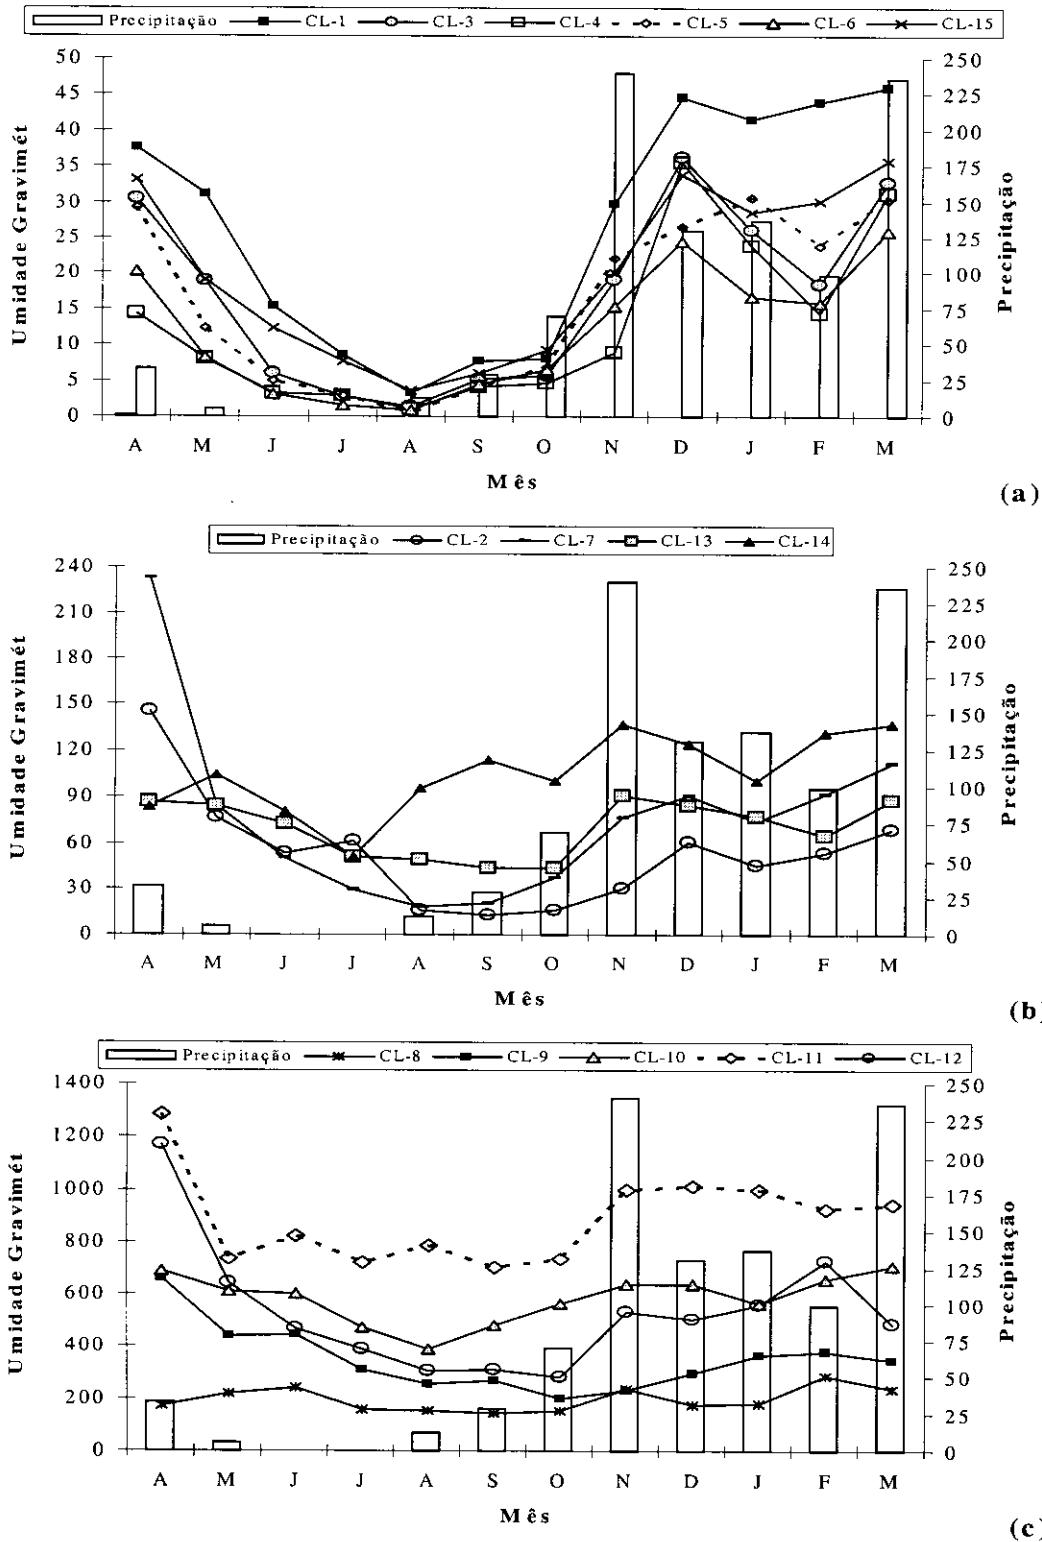 Precipitação CL-1 CL-3 CL-4 CL-5 CL-6 CL-15
50 45 40 35 30 25 20 15 10 5 0
Umidade Gravimét
250 225 200 175 150 125 100 75 50 25 0
Precipitação
A M J J A S O N D J F M
Mês
(a)
Precipitação CL-2 CL-7 CL-13 CL-14
240 210 180 150 120 90 60 30 0
Umidade Gravimét
250 225 200 175 150 125 100 75 50 25 0
Precipitação
A M J J A S O N D J F M
Mês
(b)
Precipitação CL-8 CL-9 CL-10 CL-11 CL-12
1400 1200 1000 800 600 400 200 0
Umidade Gravimét
250 225 200 175 150 125 100 75 50 25 0
Precipitação
A M J J A S O N D J F M
Mês
(c)